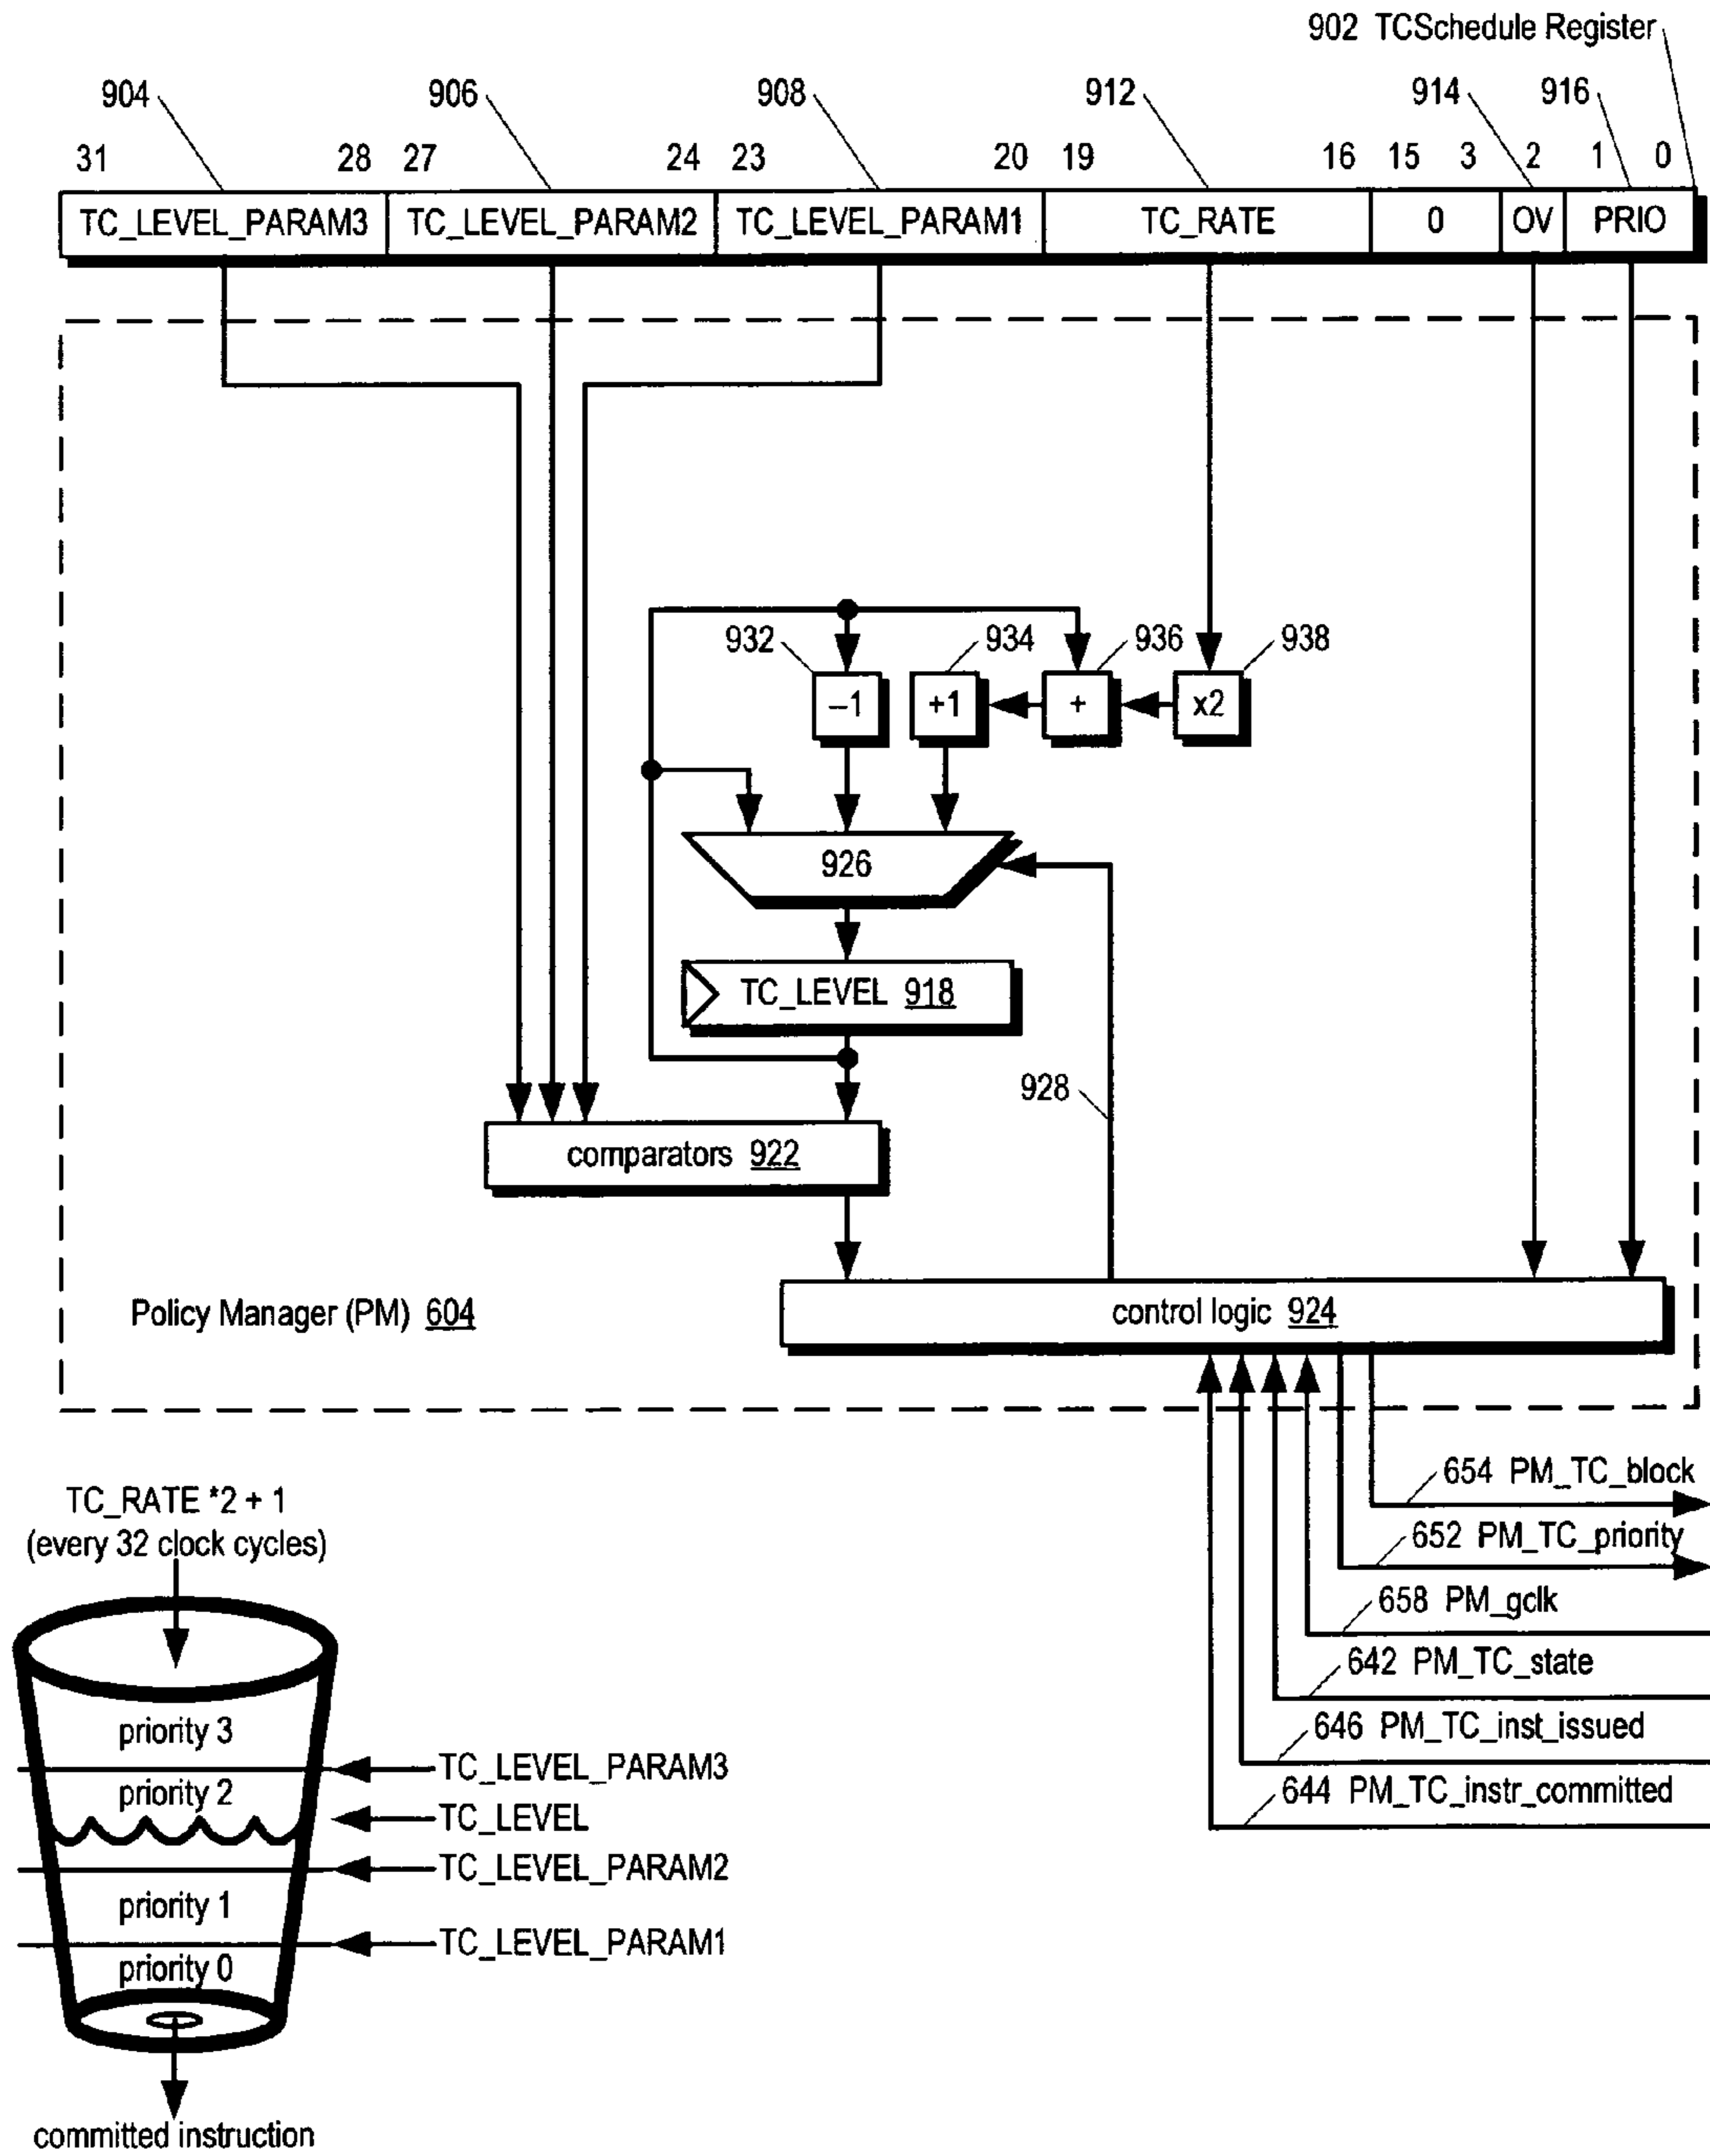 902 TCSchedule Register
904 906 908 912 914 916
31 28 27 24 23 20 19 16 15 3 2 1 0
TC_LEVEL_PARAM3 TC_LEVEL_PARAM2 TC_LEVEL_PARAM1 TC_RATE 0 OV PRIO
932 934 936 938
–1 +1 + x2
926
TC_LEVEL 918
928
comparators 922
Policy Manager (PM) 604
control logic 924
654 PM_TC_block
652 PM_TC_priority
658 PM_gclk
642 PM_TC_state
646 PM_TC_inst_issued
644 PM_TC_instr_committed
TC_RATE *2 + 1
(every 32 clock cycles)
priority 3
TC_LEVEL_PARAM3
priority 2
TC_LEVEL
TC_LEVEL_PARAM2
priority 1
TC_LEVEL_PARAM1
priority 0
committed instruction